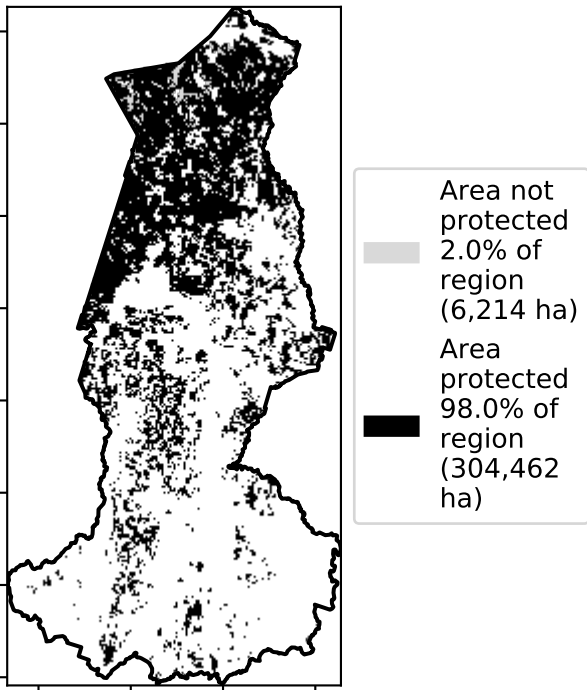 Area not
protected
2.0% of
region
(6,214 ha)
Area
protected
98.0% of
region
(304,462
ha)